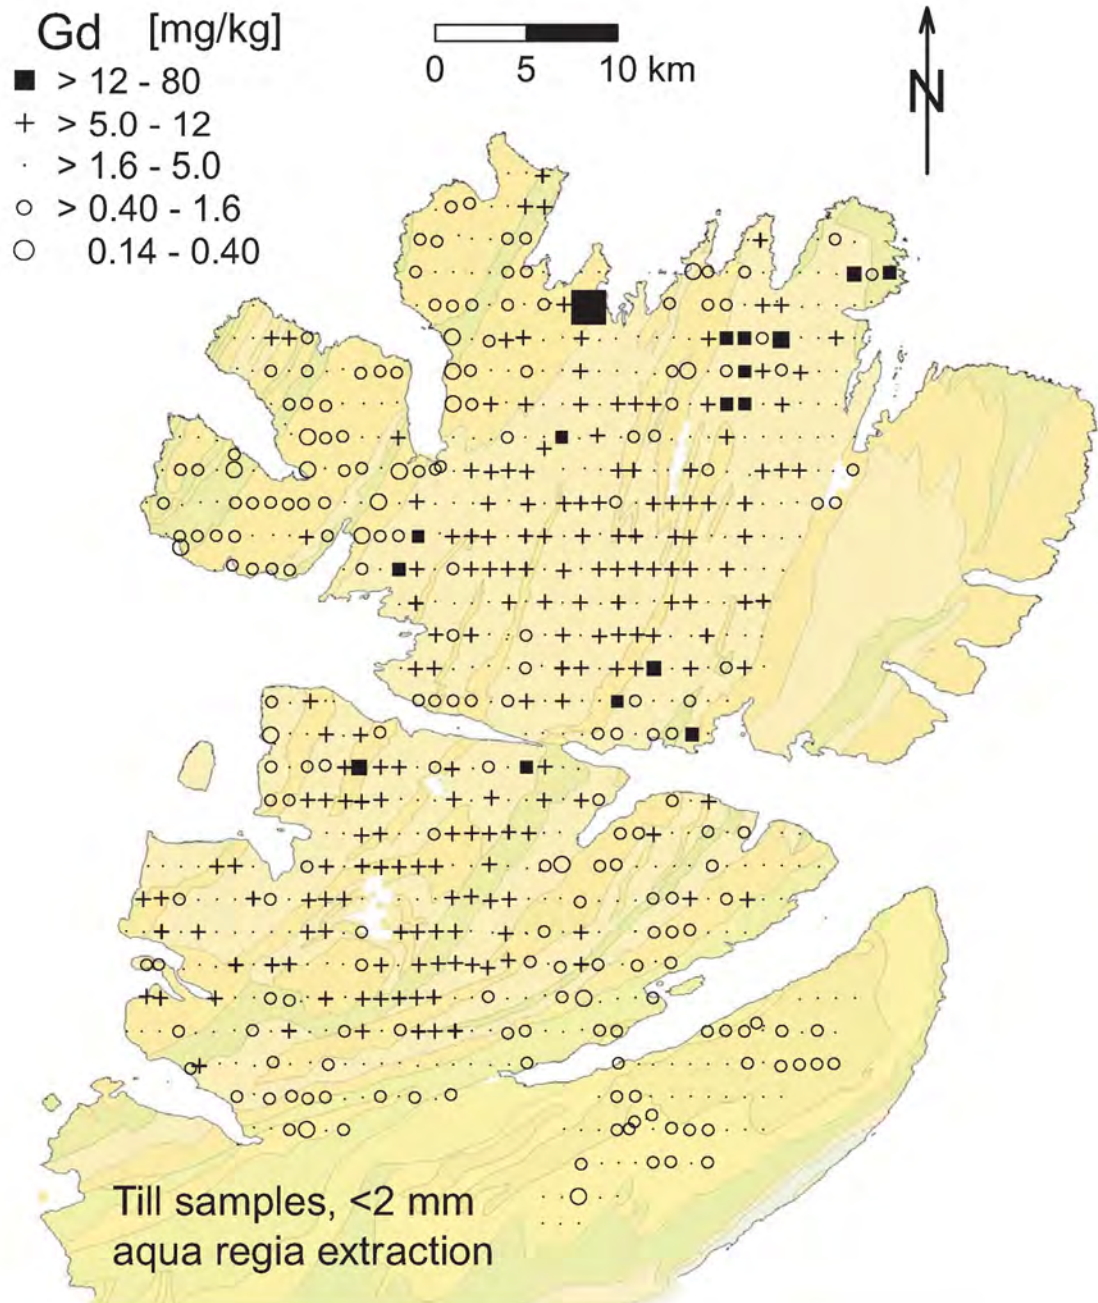 Gd [mg/kg]
> 12 - 80
> 5.0 - 12
> 1.6 - 5.0
> 0.40 - 1.6
0.14 - 0.40
0 5 10 km
N
Till samples, <2 mm
aqua regia extraction